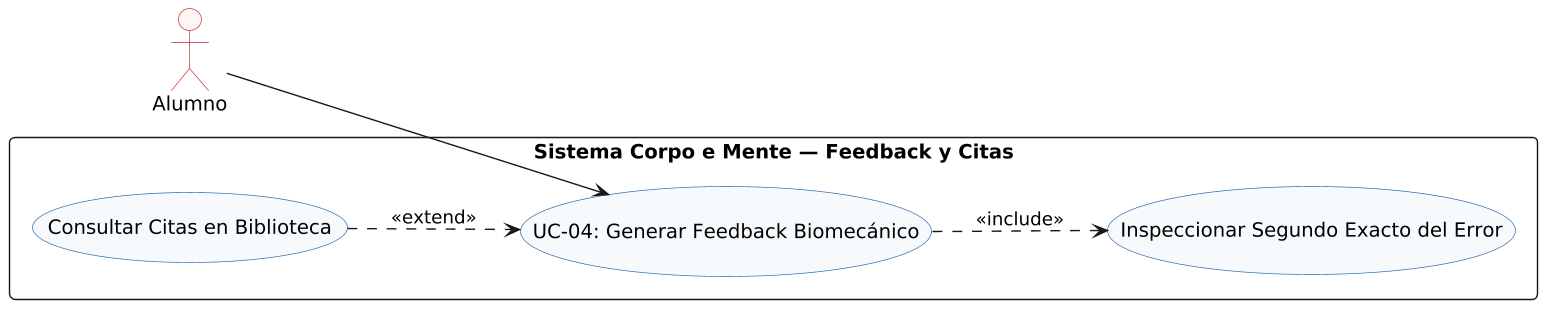 Alumno
Sistema Corpo e Mente — Feedback y Citas
Consultar Citas en Biblioteca
«extend»
UC-04: Generar Feedback Biomecánico
«include»
Inspeccionar Segundo Exacto del Error